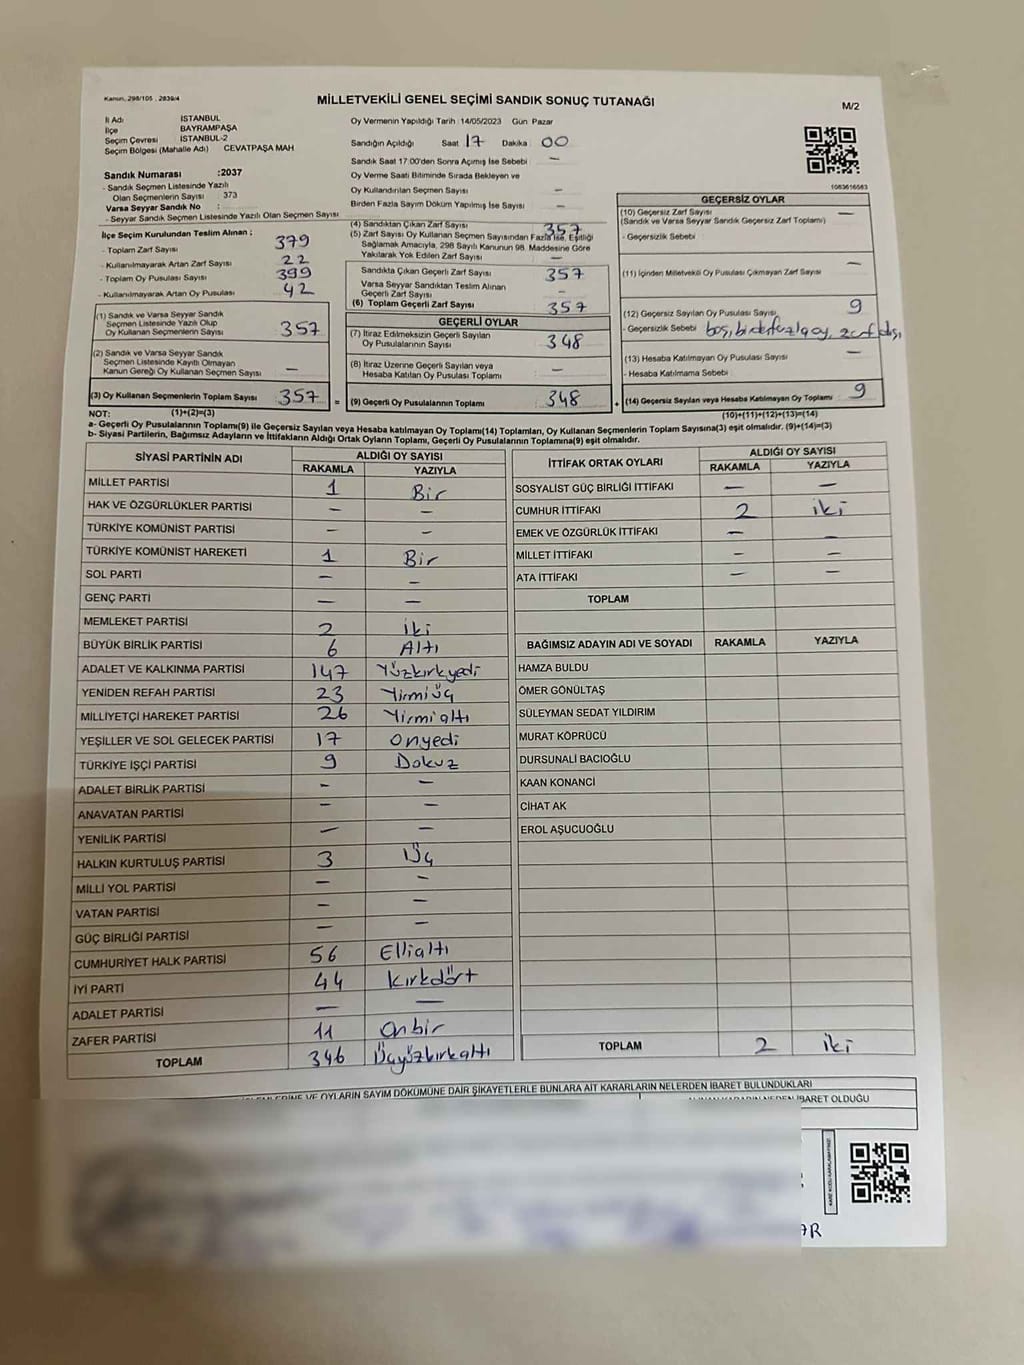 Kanun, 298/105 , 2839/4
MİLLETVEKİLİ GENEL SEÇİMİ SANDIK SONUÇ TUTANAĞI
M/2
İl Adı İSTANBUL
İlçe BAYRAMPAŞA
Seçim Çevresi İSTANBUL-2
Seçim Bölgesi (Mahalle Adı) CEVATPAŞA MAH
Sandık Numarası :2037
- Sandık Seçmen Listesinde Yazılı
Olan Seçmenlerin Sayısı : 373
Varsa Seyyar Sandık No :
- Seyyar Sandık Seçmen Listesinde Yazılı Olan Seçmen Sayısı
İlçe Seçim Kurulundan Teslim Alınan ;
- Toplam Zarf Sayısı 379
- Kullanılmayarak Artan Zarf Sayısı 22
- Toplam Oy Pusulası Sayısı 399
- Kullanılmayarak Artan Oy Pusulası 42
(1) Sandık ve Varsa Seyyar Sandık
Seçmen Listesinde Yazılı Olup
Oy Kullanan Seçmenlerin Sayısı 357
(2) Sandık ve Varsa Seyyar Sandık
Seçmen Listesinde Kayıtlı Olmayan
Kanun Gereği Oy Kullanan Seçmen Sayısı —
(3) Oy Kullanan Seçmenlerin Toplam Sayısı 357 =
Oy Vermenin Yapıldığı Tarih :14/05/2023 Gün: Pazar
Sandığın Açıldığı Saat 17 Dakika 00
Sandık Saat 17.00'den Sonra Açımış İse Sebebi —
Oy Verme Saati Bitiminde Sırada Bekleyen ve
Oy Kullandırılan Seçmen Sayısı —
Birden Fazla Sayım Döküm Yapılmış İse Sayısı —
(4) Sandıktan Çıkan Zarf Sayısı 357
(5) Zarf Sayısı Oy Kullanan Seçmen Sayısından Fazla İse, Eşitliği
Sağlamak Amacıyla, 298 Sayılı Kanunun 98. Maddesine Göre
Yakılarak Yok Edilen Zarf Sayısı —
Sandıkta Çıkan Geçerli Zarf Sayısı 357
Varsa Seyyar Sandıktan Teslim Alınan
Geçerli Zarf Sayısı —
(6) Toplam Geçerli Zarf Sayısı 357
GEÇERLİ OYLAR
(7) İtiraz Edilmeksizin Geçerli Sayılan
Oy Pusulalarının Sayısı 348
(8) İtiraz Üzerine Geçerli Sayılan veya
Hesaba Katılan Oy Pusulası Toplamı —
(9) Geçerli Oy Pusulalarının Toplamı 348 +
1063616563
GEÇERSİZ OYLAR
(10) Geçersiz Zarf Sayısı —
(Sandık ve Varsa Seyyar Sandık Geçersiz Zarf Toplamı)
- Geçersizlik Sebebi
(11) İçinden Milletvekili Oy Pusulası Çıkmayan Zarf Sayısı —
(12) Geçersiz Sayılan Oy Pusulası Sayısı 9
- Geçersizlik Sebebi boş, birden fazla oy, zarf dışı
(13) Hesaba Katılmayan Oy Pusulası Sayısı —
- Hesaba Katılmama Sebebi
(14) Geçersiz Sayılan veya Hesaba Katılmayan Oy Toplamı 9
NOT: (1)+(2)=(3) (10)+(11)+(12)+(13)=(14)
a- Geçerli Oy Pusulalarının Toplamı(9) ile Geçersiz Sayılan veya Hesaba katılmayan Oy Toplamı(14) Toplamları, Oy Kullanan Seçmenlerin Toplam Sayısına(3) eşit olmalıdır. (9)+(14)=(3)
b- Siyasi Partilerin, Bağımsız Adayların ve İttifakların Aldığı Ortak Oyların Toplamı, Geçerli Oy Pusulalarının Toplamına(9) eşit olmalıdır.
SİYASİ PARTİNİN ADI ALDIĞI OY SAYISI
RAKAMLA YAZIYLA
MİLLET PARTİSİ 1 Bir
HAK VE ÖZGÜRLÜKLER PARTİSİ — —
TÜRKİYE KOMÜNİST PARTİSİ — —
TÜRKİYE KOMÜNİST HAREKETİ 1 Bir
SOL PARTİ — —
GENÇ PARTİ — —
MEMLEKET PARTİSİ 2 İki
BÜYÜK BİRLİK PARTİSİ 6 Altı
ADALET VE KALKINMA PARTİSİ 147 Yüzkırkyedi
YENİDEN REFAH PARTİSİ 23 Yirmiüç
MİLLİYETÇİ HAREKET PARTİSİ 26 Yirmialtı
YEŞİLLER VE SOL GELECEK PARTİSİ 17 Onyedi
TÜRKİYE İŞÇİ PARTİSİ 9 Dokuz
ADALET BİRLİK PARTİSİ — —
ANAVATAN PARTİSİ — —
YENİLİK PARTİSİ — —
HALKIN KURTULUŞ PARTİSİ 3 Üç
MİLLİ YOL PARTİSİ — —
VATAN PARTİSİ — —
GÜÇ BİRLİĞİ PARTİSİ — —
CUMHURİYET HALK PARTİSİ 56 Ellialtı
İYİ PARTİ 44 Kırkdört
ADALET PARTİSİ — —
ZAFER PARTİSİ 11 Onbir
TOPLAM 346 Üçyüzkırkaltı
İTTİFAK ORTAK OYLARI ALDIĞI OY SAYISI
RAKAMLA YAZIYLA
SOSYALİST GÜÇ BİRLİĞİ İTTİFAKI — —
CUMHUR İTTİFAKI 2 iki
EMEK VE ÖZGÜRLÜK İTTİFAKI — —
MİLLET İTTİFAKI — —
ATA İTTİFAKI — —
TOPLAM
BAĞIMSIZ ADAYIN ADI VE SOYADI RAKAMLA YAZIYLA
HAMZA BULDU
ÖMER GÖNÜLTAŞ
SÜLEYMAN SEDAT YILDIRIM
MURAT KÖPRÜCÜ
DURSUNALİ BACIOĞLU
KAAN KONANCİ
CİHAT AK
EROL AŞUCUOĞLU
TOPLAM 2 iki
VE OYLARIN SAYIM DÖKÜMÜNE DAİR ŞİKAYETLERLE BUNLARA AİT KARARLARIN NELERDEN İBARET BULUNDUKLARI
İBARET OLDUĞU